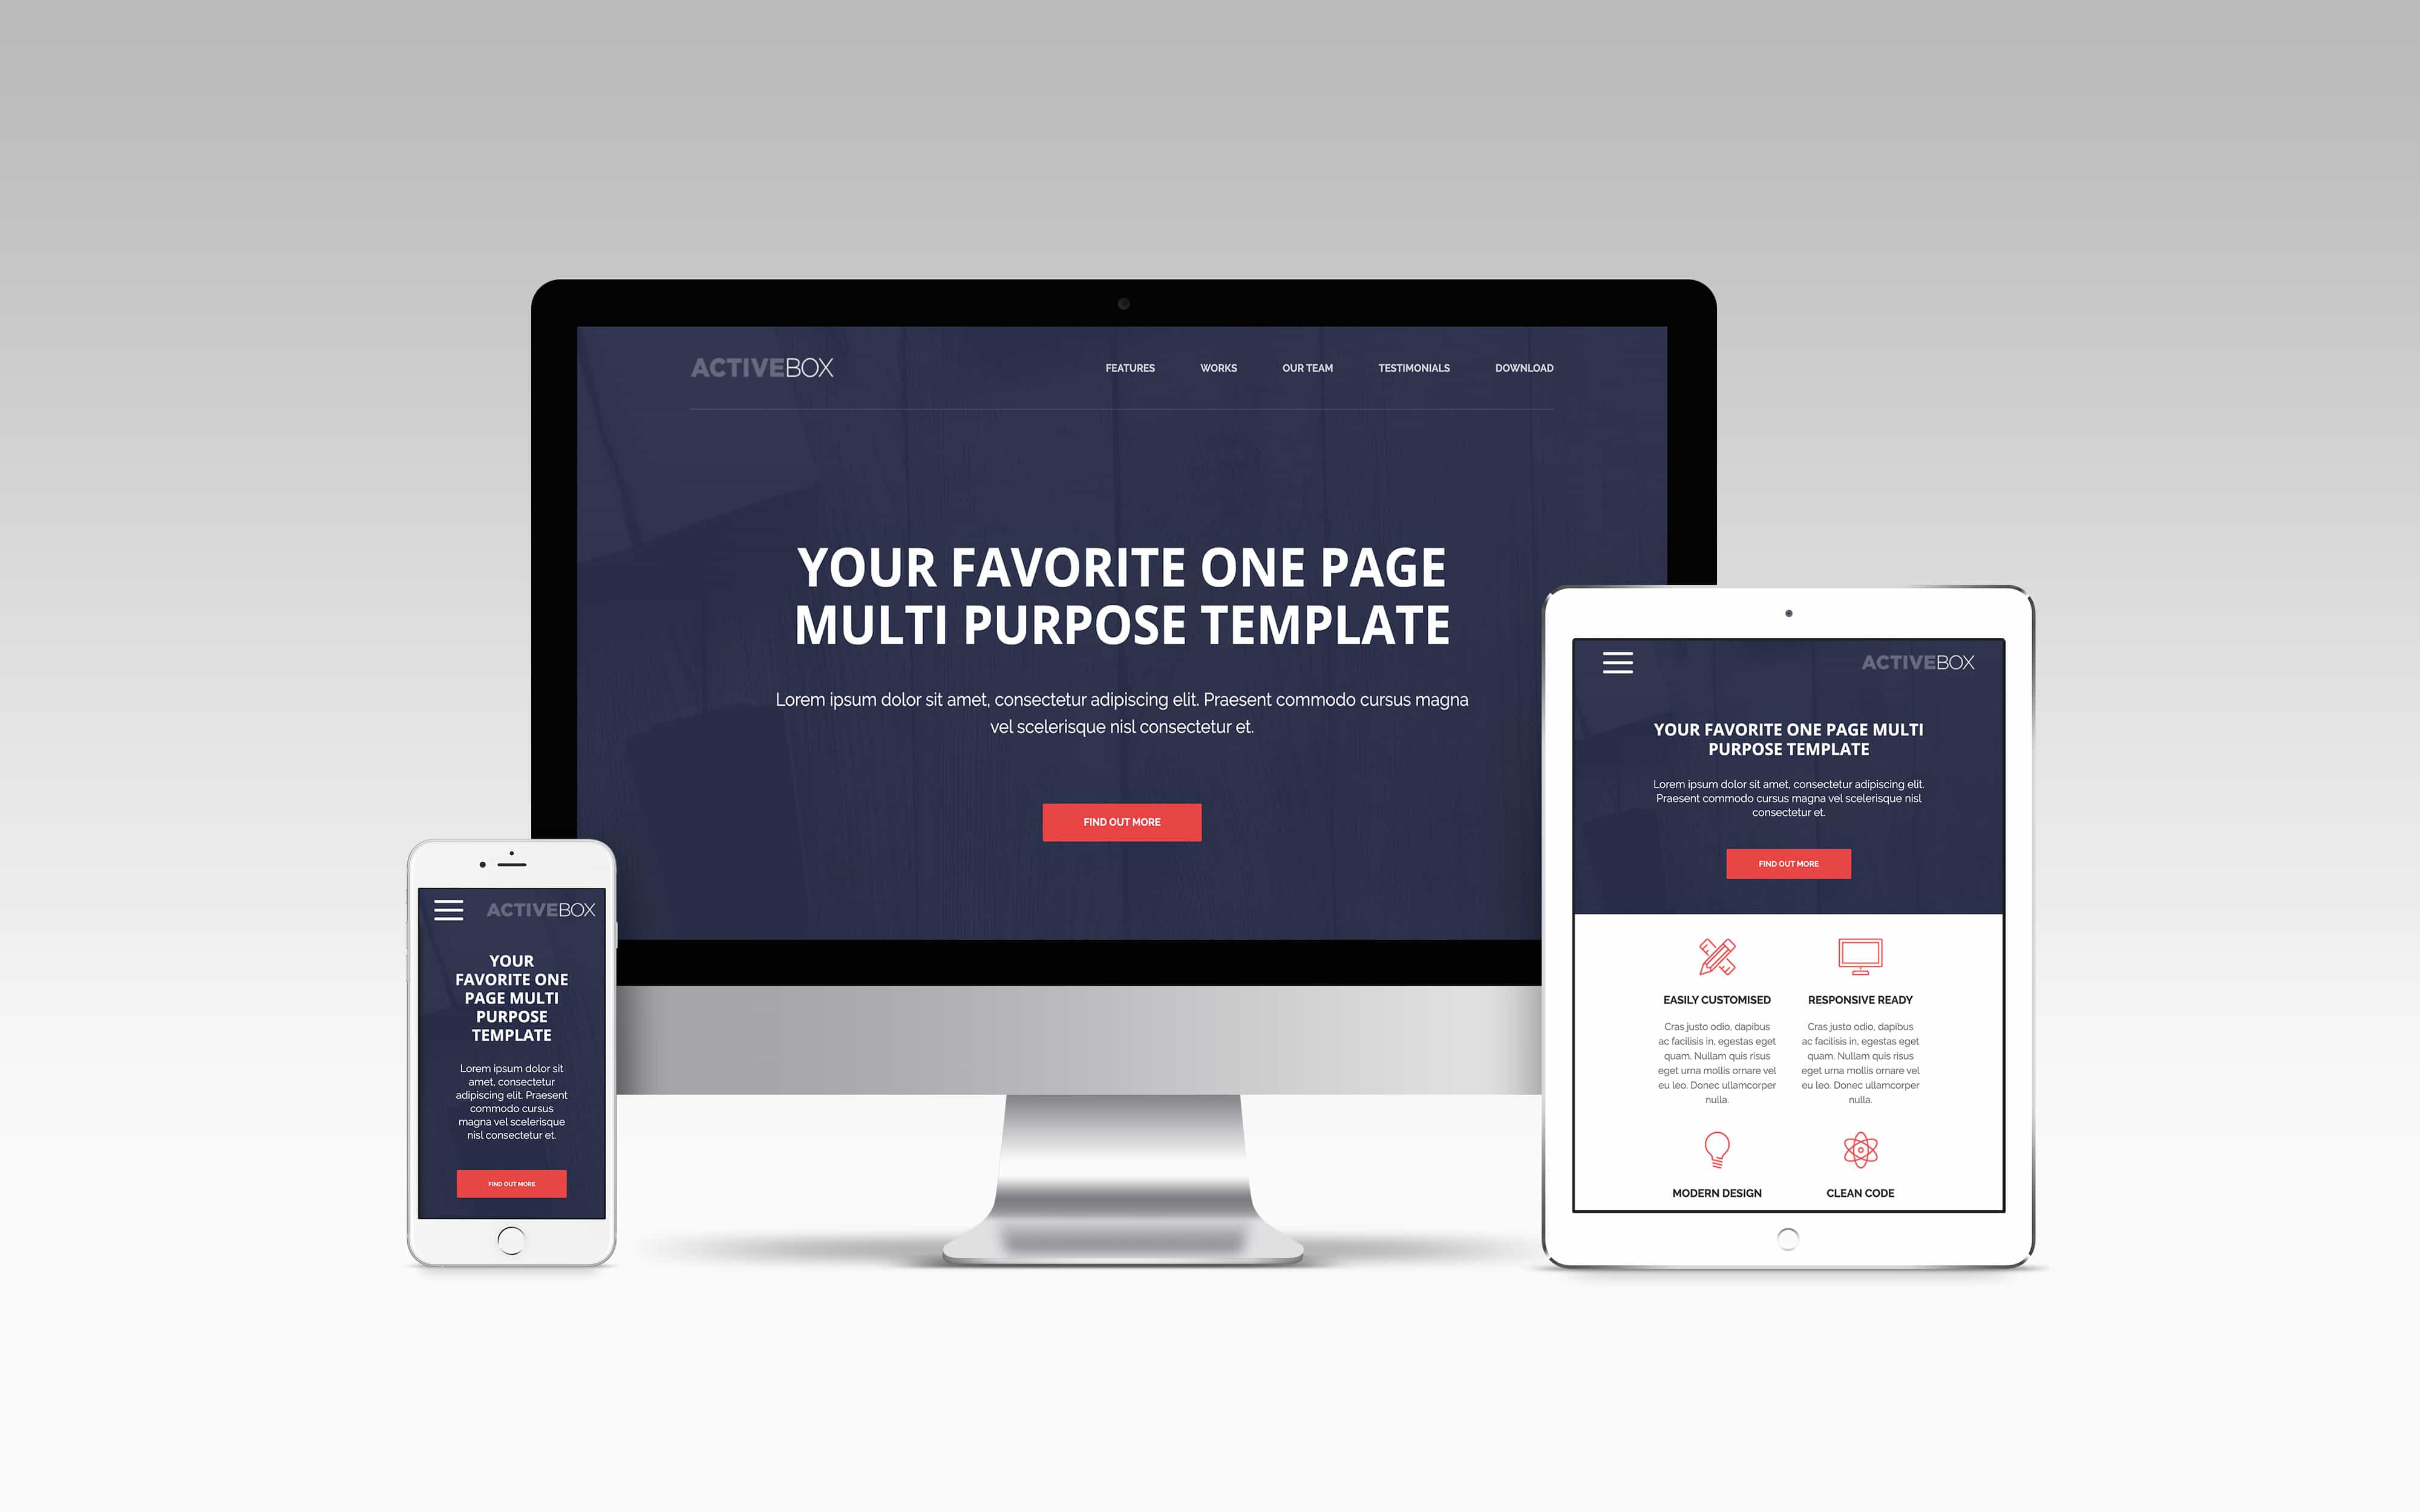 ACTIVEBOX
FEATURES WORKS OUR TEAM TESTIMONIALS DOWNLOAD
YOUR FAVORITE ONE PAGE
MULTI PURPOSE TEMPLATE
Lorem ipsum dolor sit amet, consectetur adipiscing elit. Praesent commodo cursus magna
vel scelerisque nisl consectetur et.
FIND OUT MORE
ACTIVEBOX
YOUR
FAVORITE ONE
PAGE MULTI
PURPOSE
TEMPLATE
Lorem ipsum dolor sit
amet, consectetur
adipiscing elit. Praesent
commodo cursus
magna vel scelerisque
nisl consectetur et.
FIND OUT MORE
ACTIVEBOX
YOUR FAVORITE ONE PAGE MULTI
PURPOSE TEMPLATE
Lorem ipsum dolor sit amet, consectetur adipiscing elit.
Praesent commodo cursus magna vel scelerisque nisl
consectetur et.
FIND OUT MORE
EASILY CUSTOMISED
Cras justo odio, dapibus
ac facilisis in, egestas eget
quam. Nullam quis risus
eget urna mollis ornare vel
eu leo. Donec ullamcorper
nulla.
RESPONSIVE READY
Cras justo odio, dapibus
ac facilisis in, egestas eget
quam. Nullam quis risus
eget urna mollis ornare vel
eu leo. Donec ullamcorper
nulla.
MODERN DESIGN
CLEAN CODE